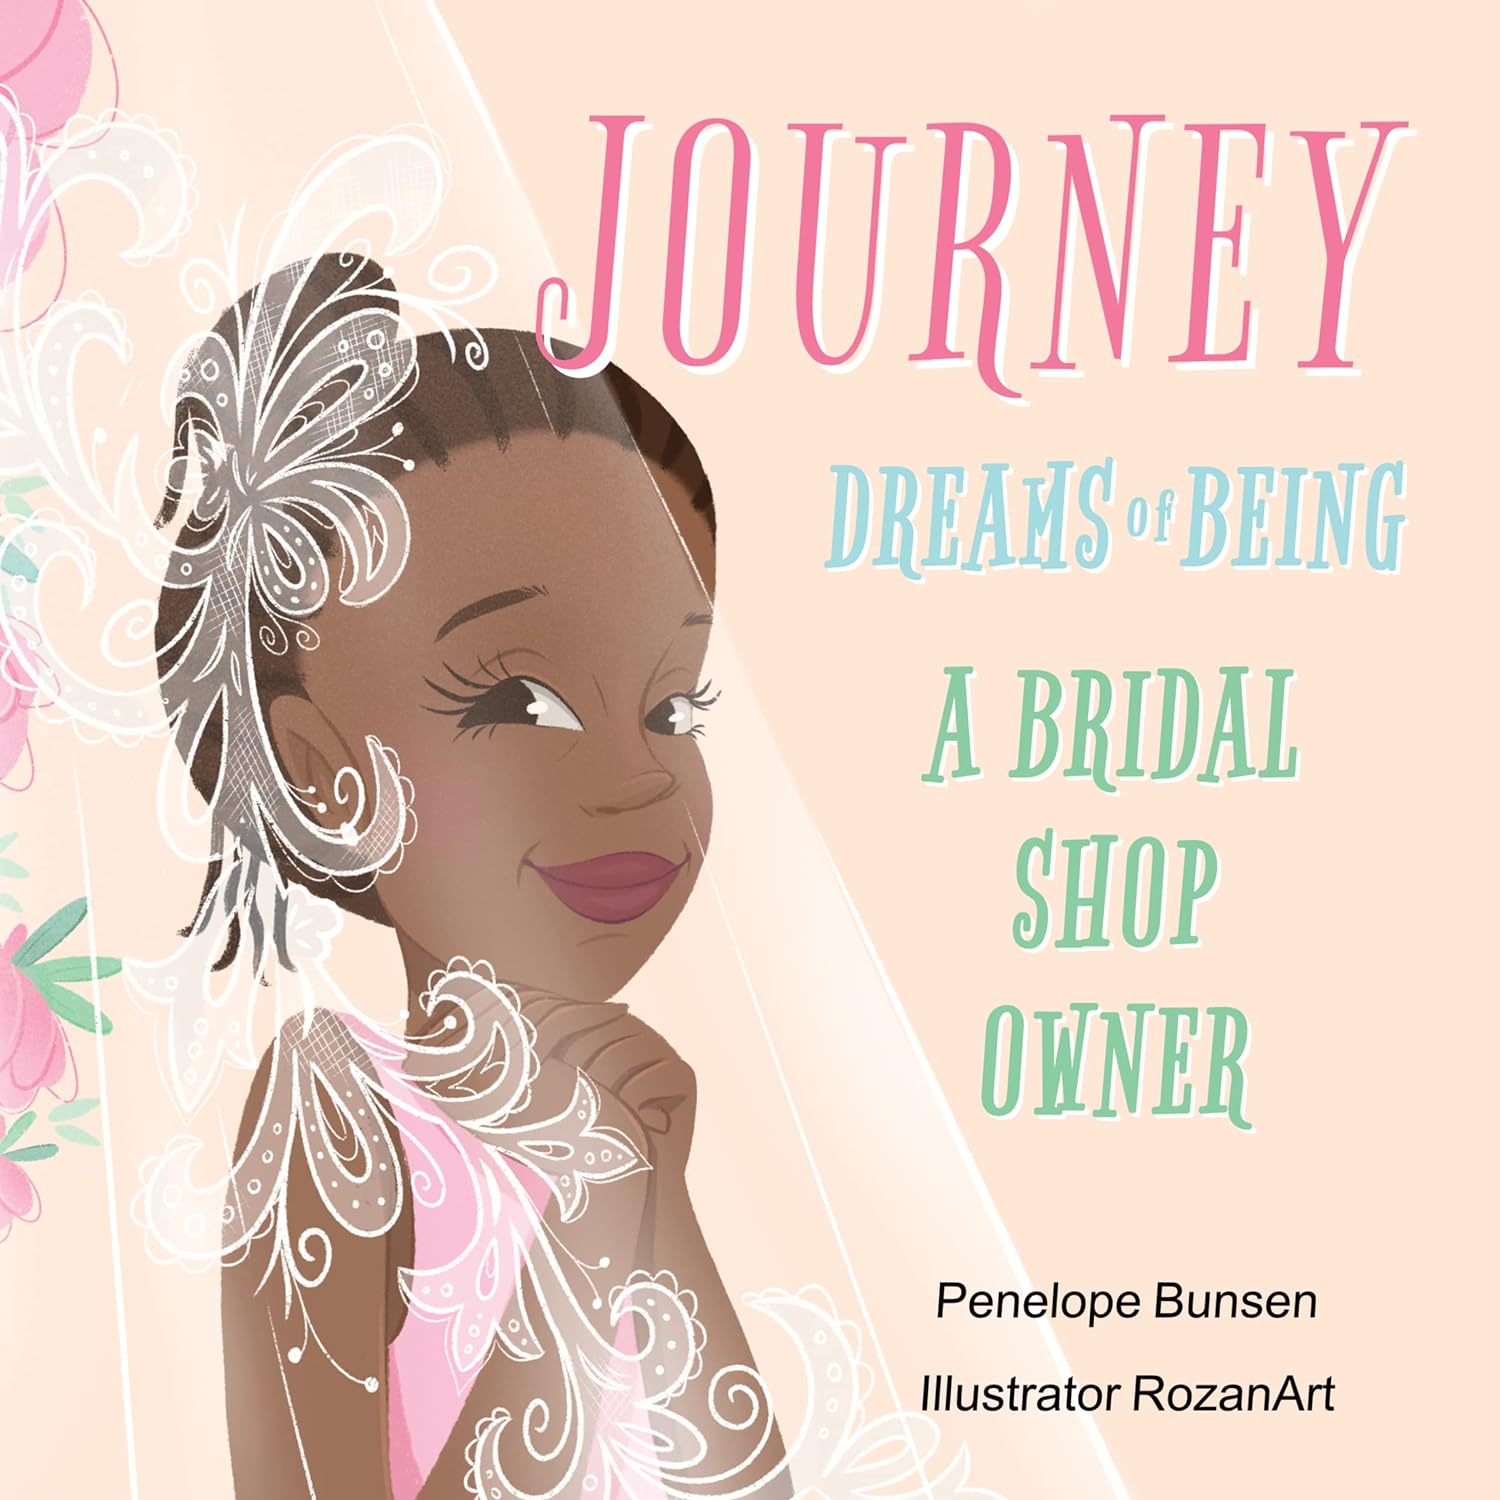 JOURNEY
DREAMS of BEING
A BRIDAL
SHOP
OWNER
Penelope Bunsen
Illustrator RozanArt